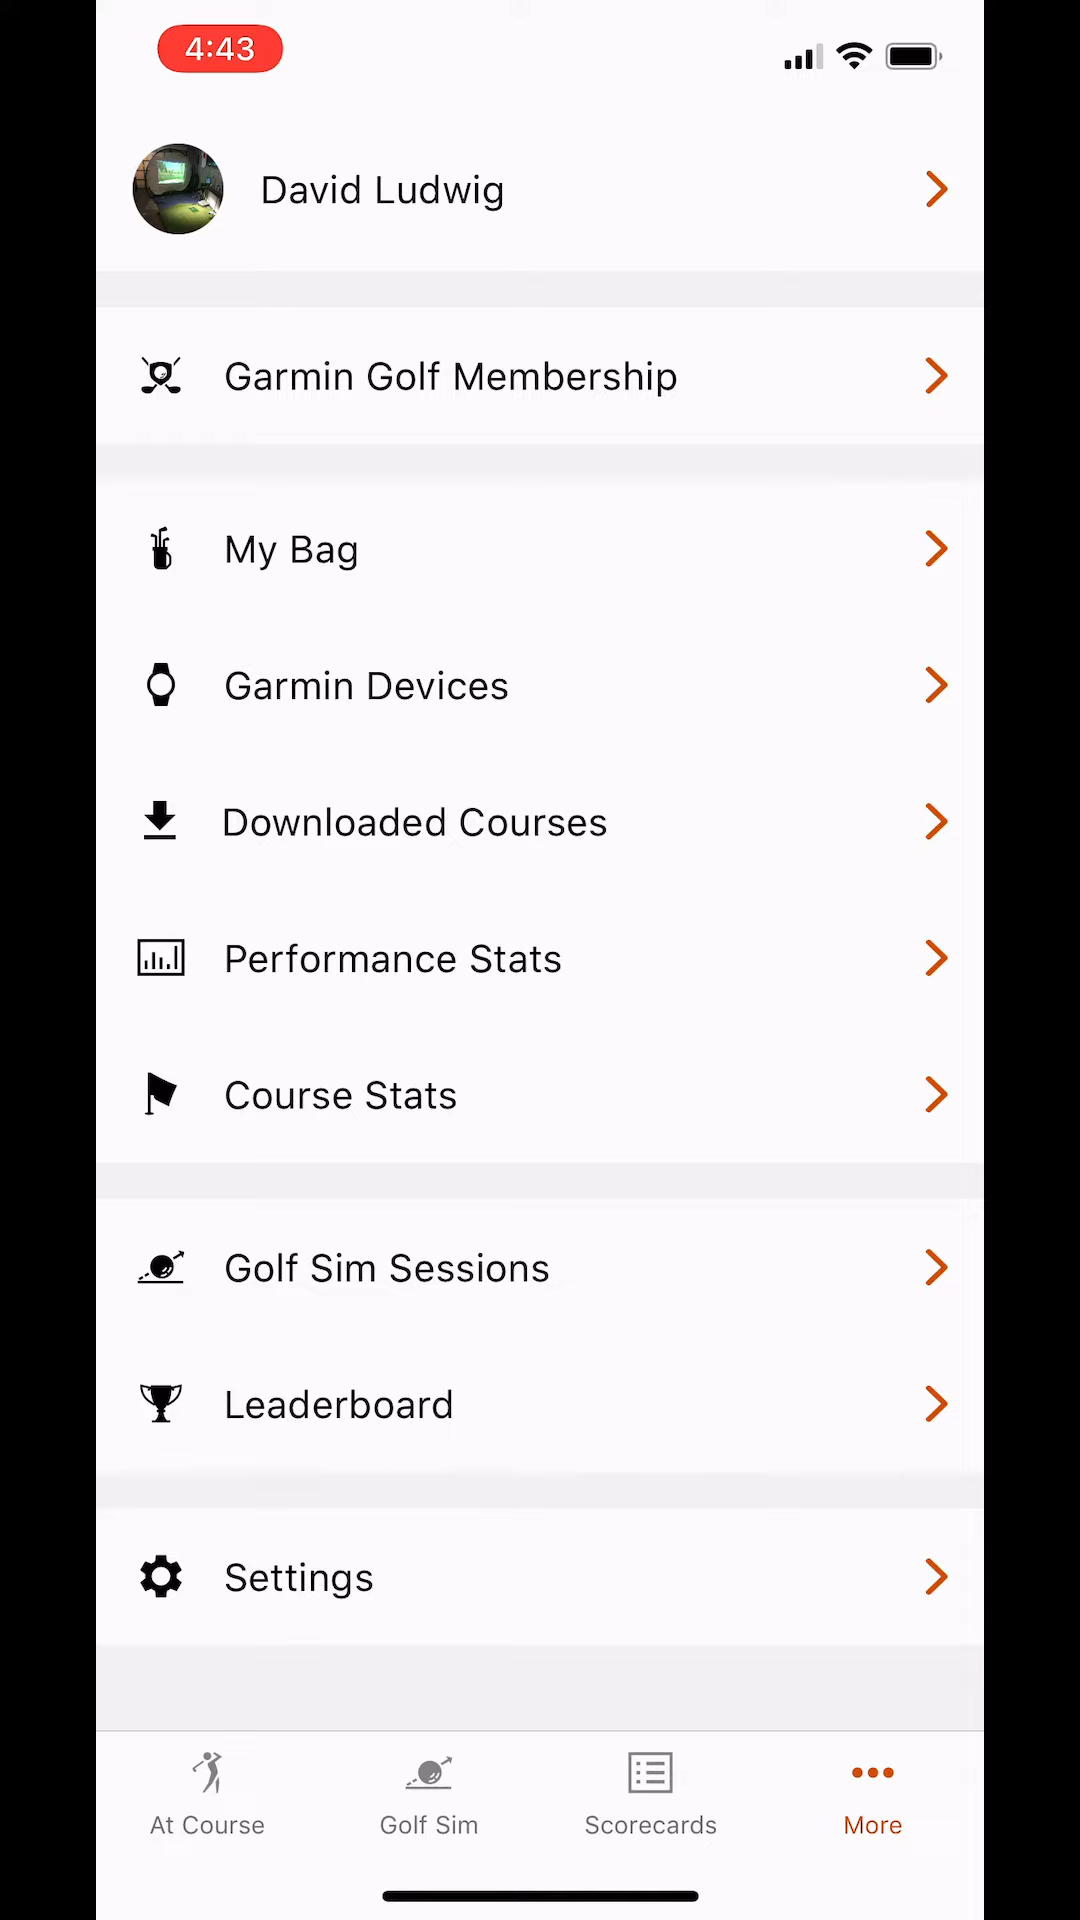 4:43
David Ludwig
Garmin Golf Membership
My Bag
Garmin Devices
Downloaded Courses
Performance Stats
Course Stats
Golf Sim Sessions
Leaderboard
Settings
At Course
Golf Sim
Scorecards
More